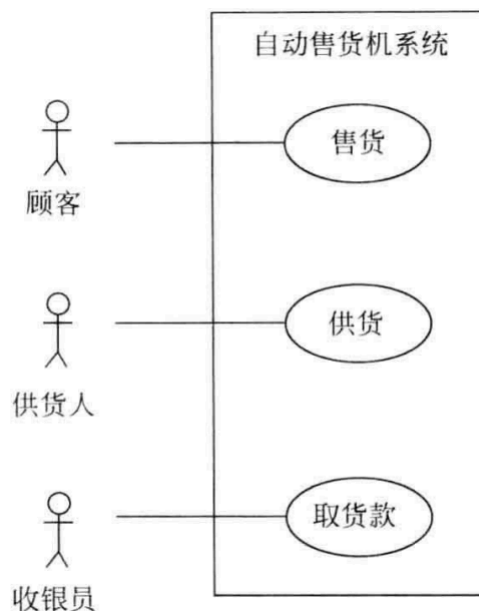 自动售货机系统
售货
顾客
供货
供货人
取货款
收银员